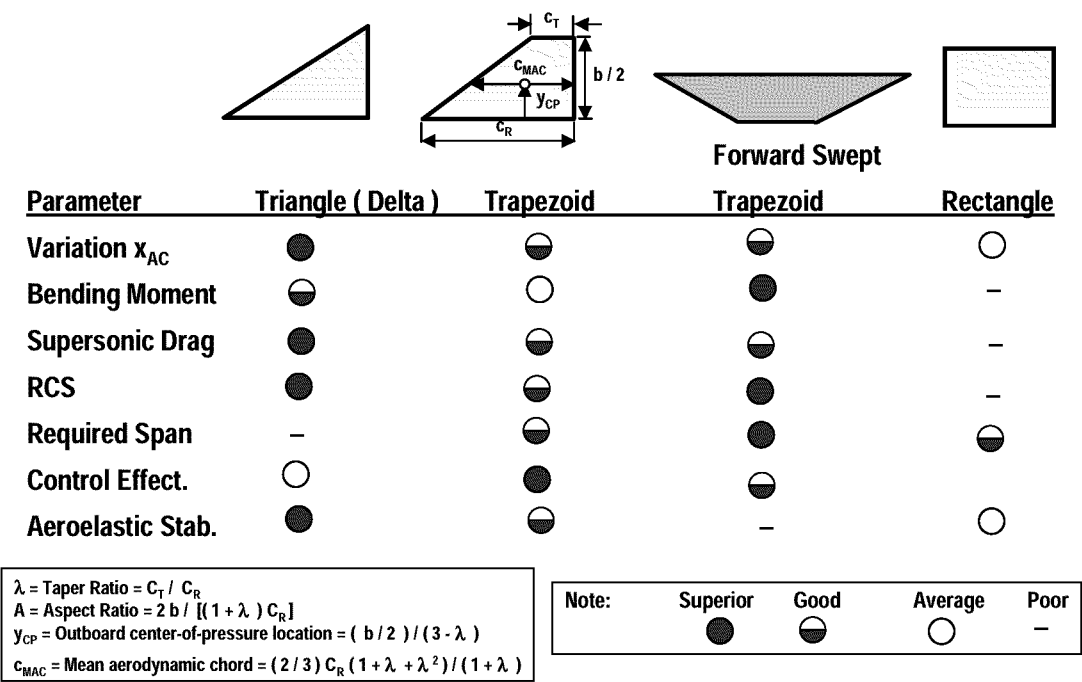 c_T
c_MAC
b / 2
y_CP
c_R
Forward Swept
Parameter Triangle ( Delta ) Trapezoid Trapezoid Rectangle
Variation x_AC
Bending Moment –
Supersonic Drag –
RCS –
Required Span –
Control Effect.
Aeroelastic Stab. –
λ = Taper Ratio = C_T / C_R
A = Aspect Ratio = 2 b / [( 1 + λ ) C_R ]
y_CP = Outboard center-of-pressure location = ( b / 2 ) / ( 3 - λ )
c_MAC = Mean aerodynamic chord = ( 2 / 3 ) C_R ( 1 + λ + λ² ) / ( 1 + λ )
Note: Superior Good Average Poor
–